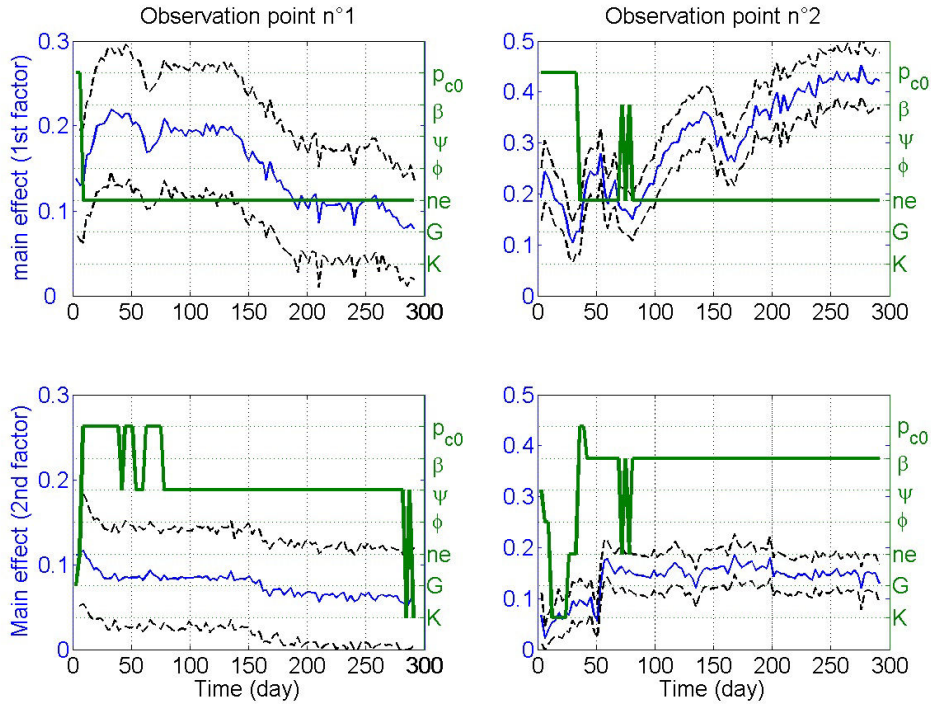 Observation point n°1
Observation point n°2
main effect (1st factor)
0.3
0.2
0.1
0
p_c0
β
Ψ
ϕ
ne
G
K
0 50 100 150 200 250 300
0.5
0.4
0.3
0.2
0.1
0
p_c0
β
Ψ
ϕ
ne
G
K
0 50 100 150 200 250 300
Main effect (2nd factor)
0.3
0.2
0.1
0
p_c0
β
Ψ
ϕ
ne
G
K
0 50 100 150 200 250 300
Time (day)
0.5
0.4
0.3
0.2
0.1
0
p_c0
β
Ψ
ϕ
ne
G
K
0 50 100 150 200 250 300
Time (day)